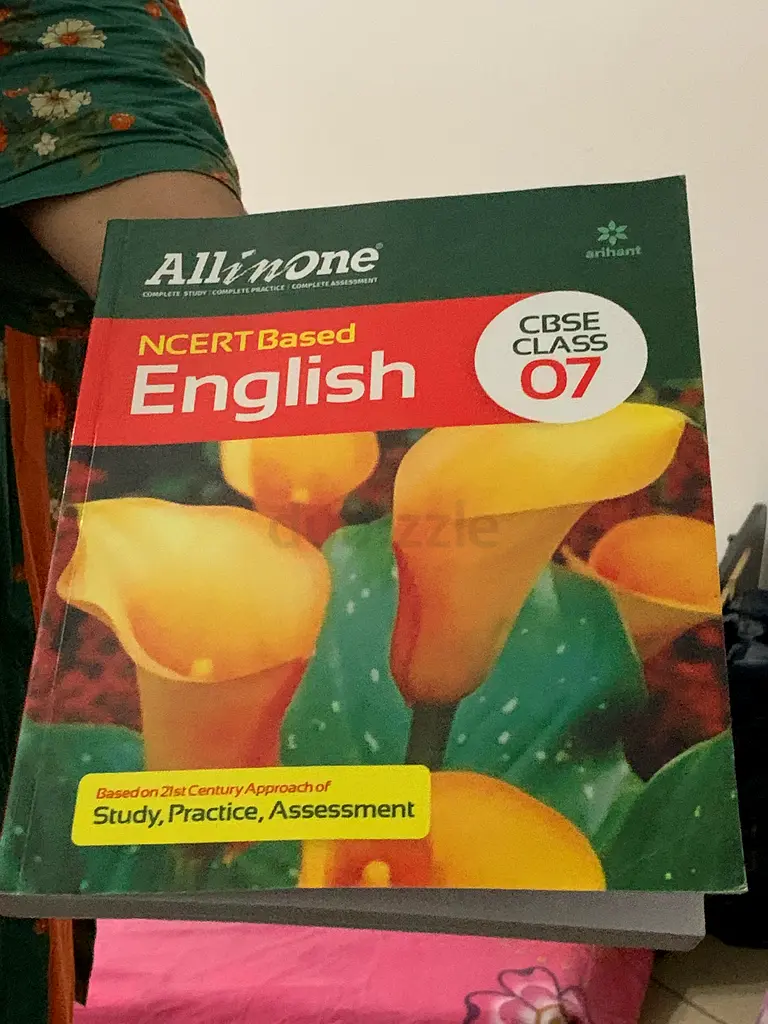 All in One®
COMPLETE STUDY | COMPLETE PRACTICE | COMPLETE ASSESSMENT
arihant
NCERT Based
English
CBSE
CLASS
07
dubizzle
Based on 21st Century Approach of
Study, Practice, Assessment